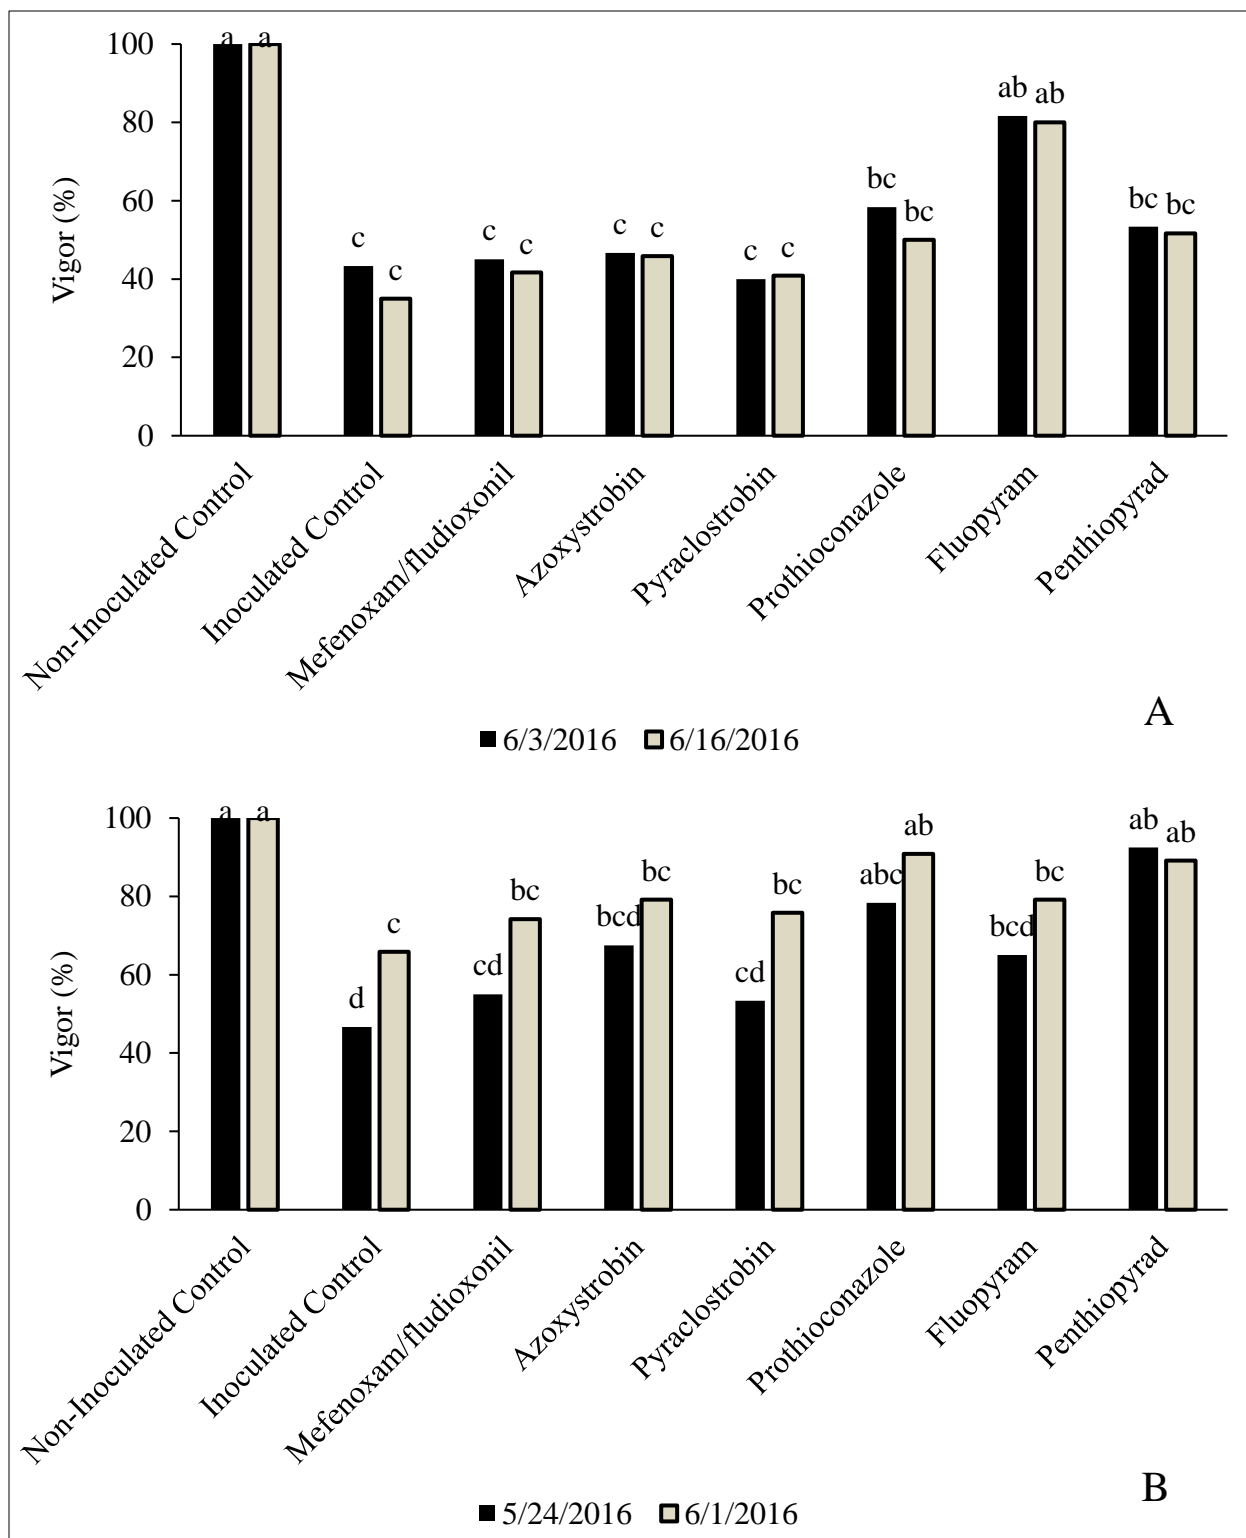 100
80
60
40
20
0
Vigor (%)
a a
c c
c c
c c
c c
bc bc
ab ab
bc bc
Non-Inoculated Control
Inoculated Control
Mefenoxam/fludioxonil
Azoxystrobin
Pyraclostrobin
Prothioconazole
Fluopyram
Penthiopyrad
A
6/3/2016 6/16/2016
100
80
60
40
20
0
Vigor (%)
a a
d c
cd bc
bcd bc
cd bc
abc ab
bcd bc
ab ab
Non-Inoculated Control
Inoculated Control
Mefenoxam/fludioxonil
Azoxystrobin
Pyraclostrobin
Prothioconazole
Fluopyram
Penthiopyrad
B
5/24/2016 6/1/2016